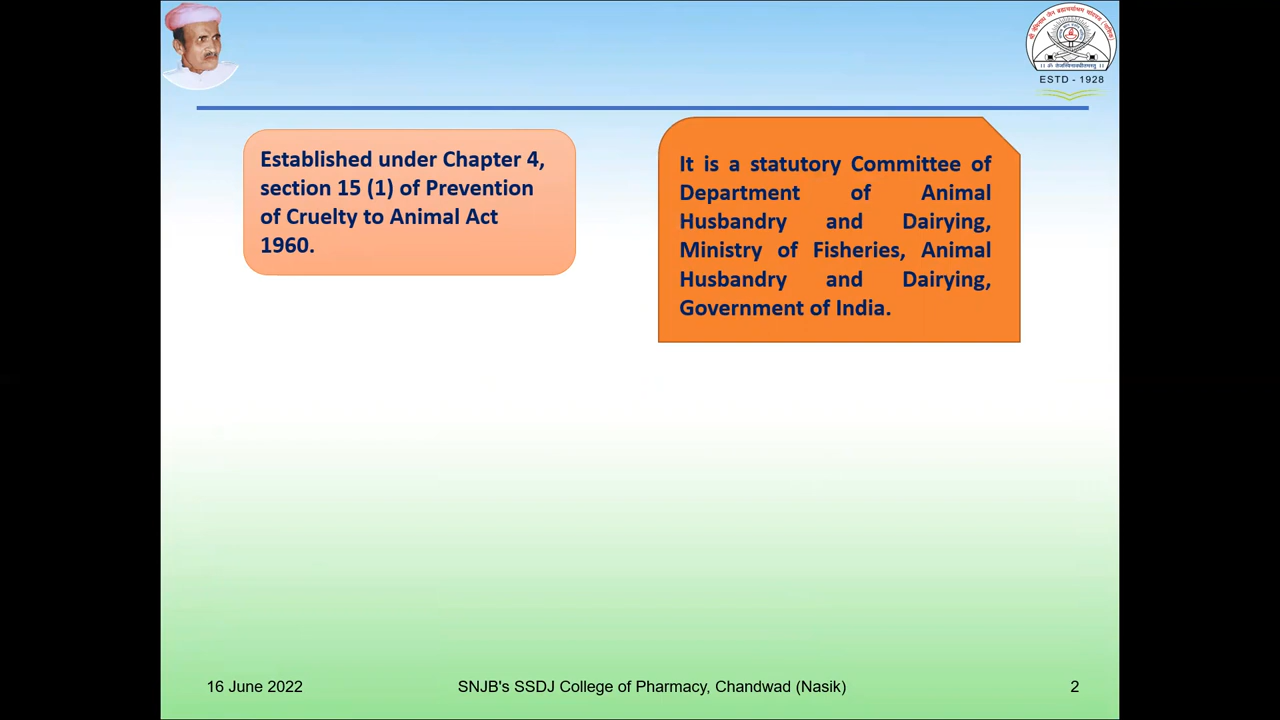 ESTD - 1928
Established under Chapter 4,
section 15 (1) of Prevention
of Cruelty to Animal Act
1960.
It is a statutory Committee of
Department of Animal
Husbandry and Dairying,
Ministry of Fisheries, Animal
Husbandry and Dairying,
Government of India.
16 June 2022
SNJB's SSDJ College of Pharmacy, Chandwad (Nasik)
2